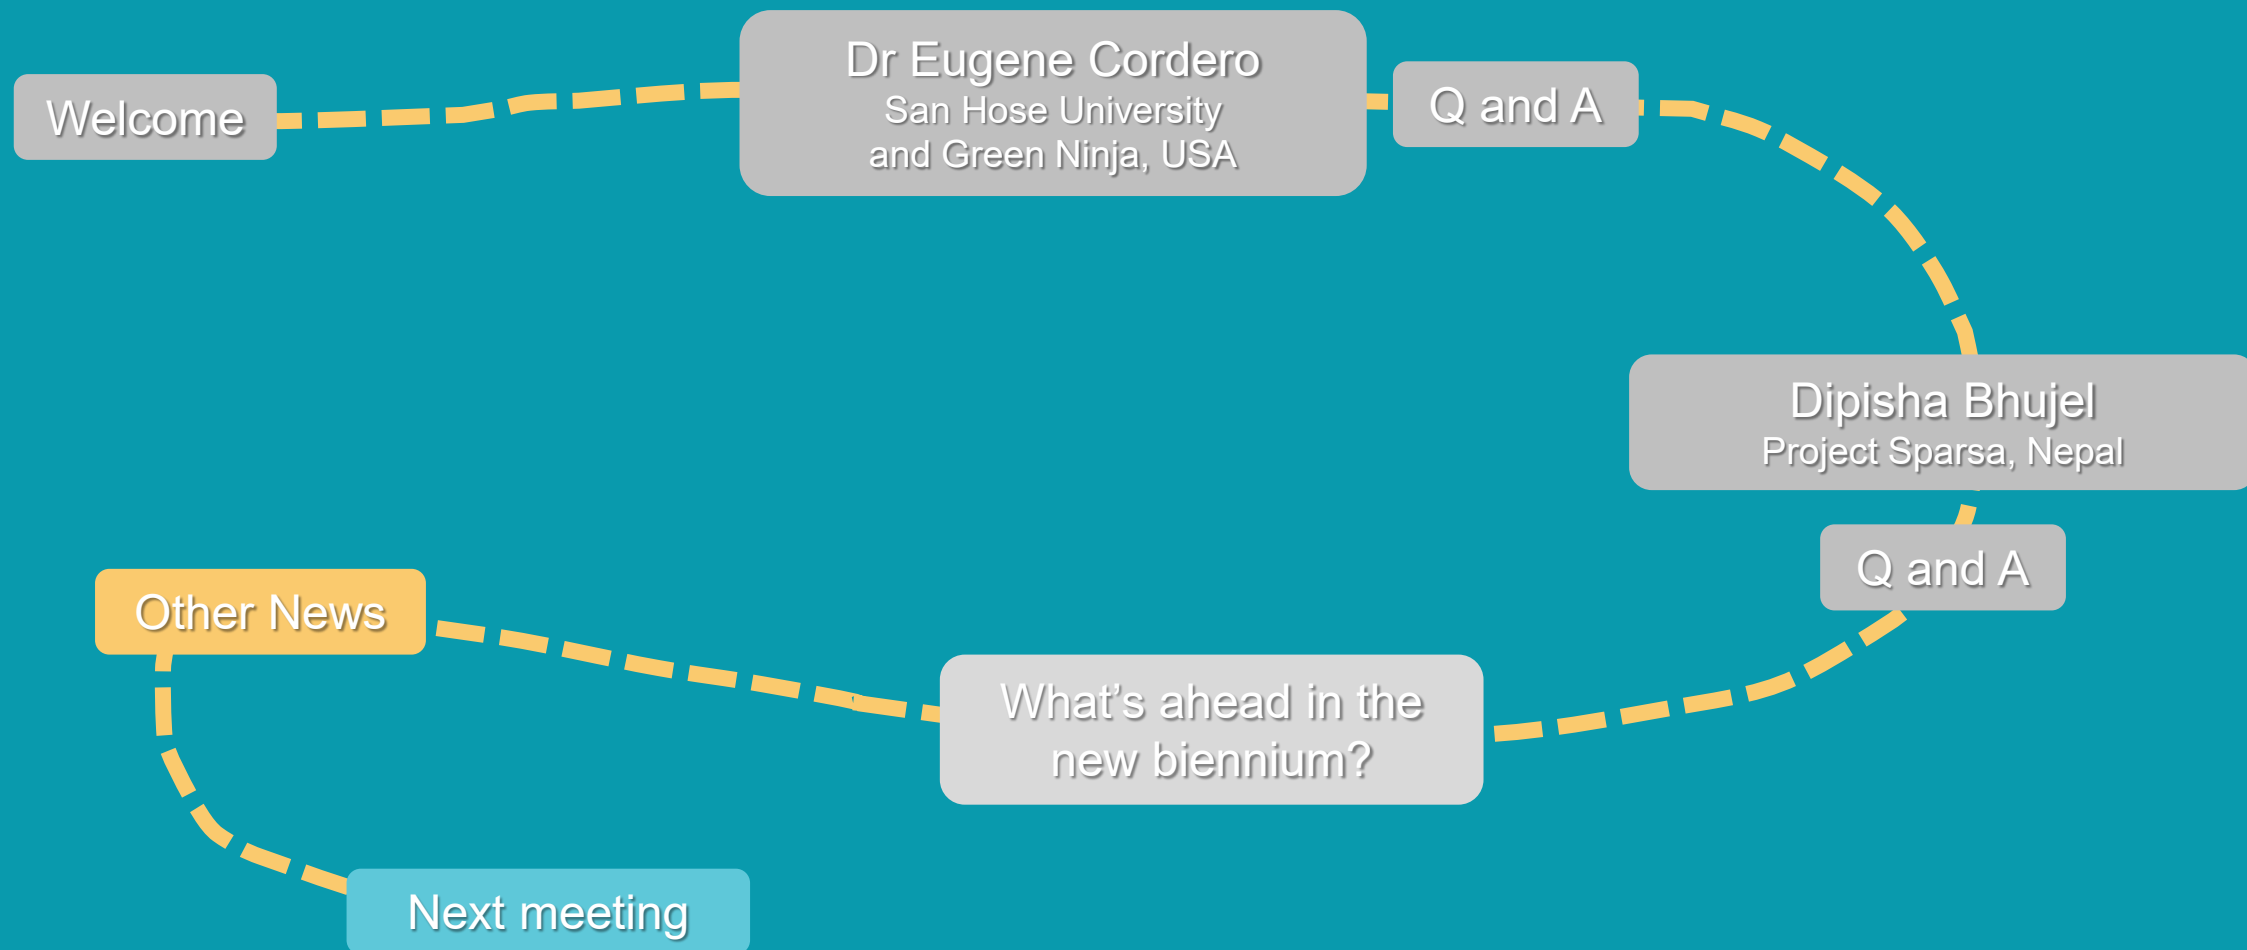 Welcome
Dr Eugene Cordero
San Hose University
and Green Ninja, USA
Q and A
Dipisha Bhujel
Project Sparsa, Nepal
Q and A
What’s ahead in the
new biennium?
Other News
Next meeting